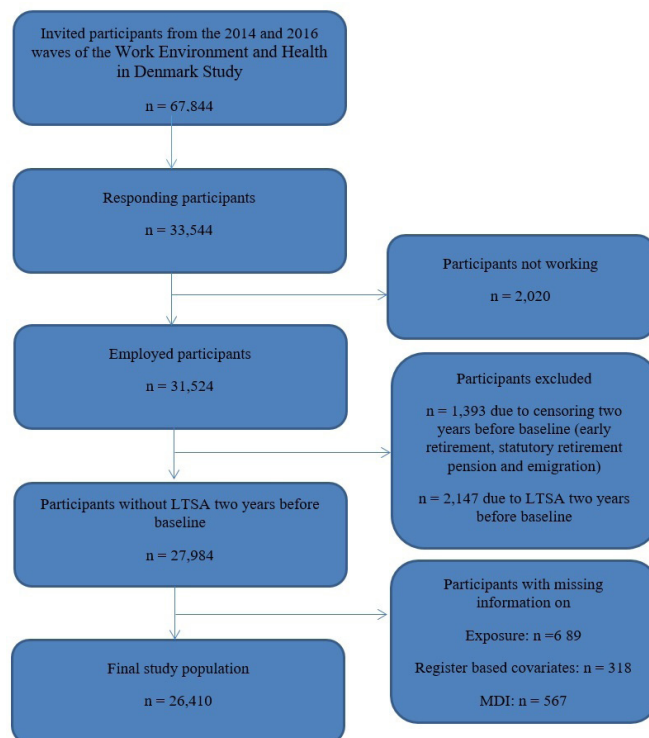 Invited participants from the 2014 and 2016
waves of the Work Environment and Health
in Denmark Study
n = 67.844
Responding participants
n = 33,544
Participants not working
n = 2,020
Employed participants
n = 31,524
Participants excluded
n = 1,393 due to censoring two
years before baseline (early
retirement, statutory retirement
pension and emigration)
n = 2,147 due to LTSA two years
before baseline
Participants without LTSA two years before
baseline
n = 27,984
Participants with missing
information on
Exposure: n =6 89
Register based covariates: n = 318
MDI: n = 567
Final study population
n = 26,410